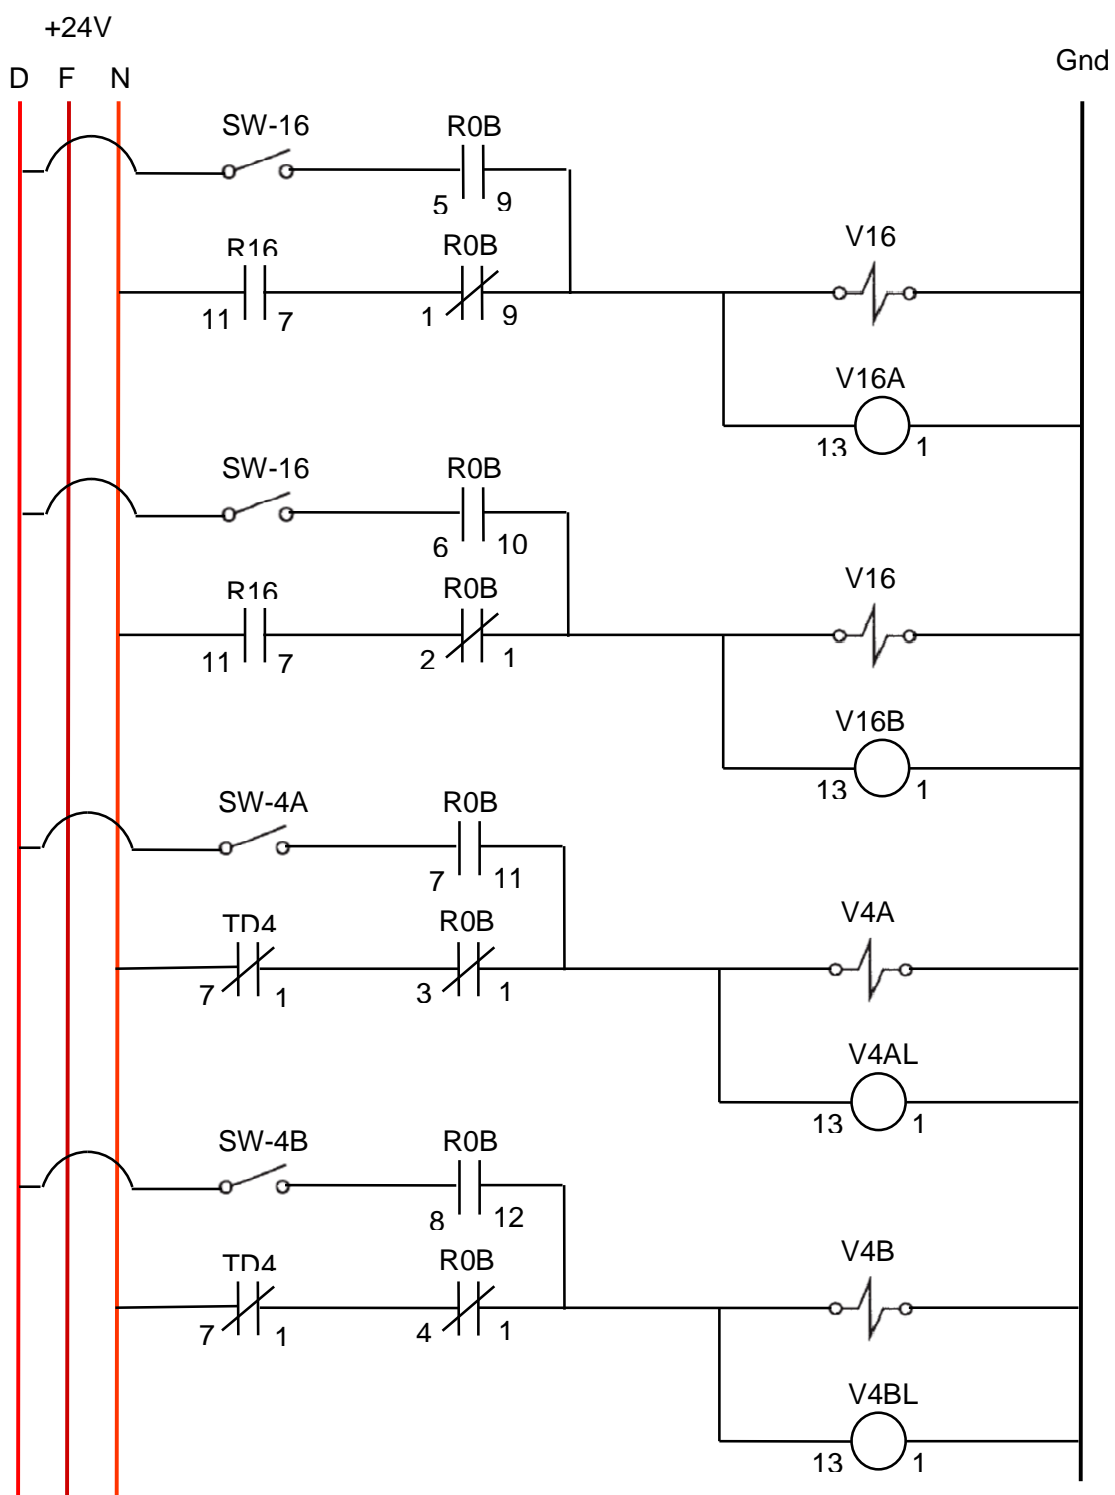 +24V
D F N
Gnd
SW-16 R0B
5 9
R16 R0B
V16
11 7 1 9
V16A
13 1
SW-16 R0B
6 10
R16 R0B
V16
11 7 2 1
V16B
13 1
SW-4A R0B
7 11
TD4 R0B
V4A
7 1 3 1
V4AL
13 1
SW-4B R0B
8 12
TD4 R0B
V4B
7 1 4 1
V4BL
13 1